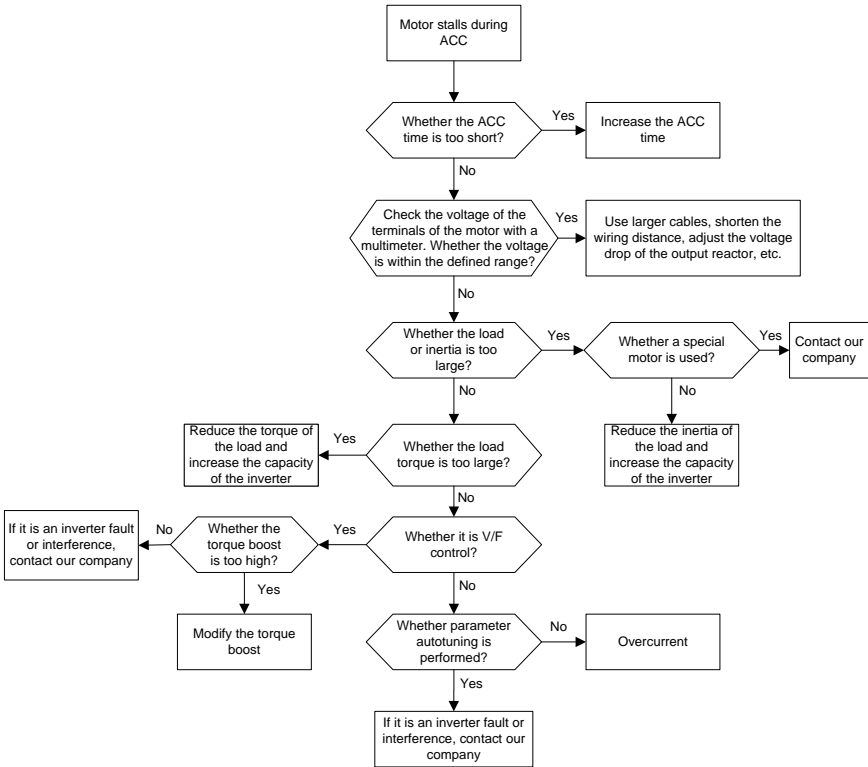 Motor stalls during
ACC
Whether the ACC
time is too short?
Yes
Increase the ACC
time
No
Check the voltage of the
terminals of the motor with a
multimeter. Whether the voltage
is within the defined range?
Yes
Use larger cables, shorten the
wiring distance, adjust the voltage
drop of the output reactor, etc.
No
Whether the load
or inertia is too
large?
Yes
Whether a special
motor is used?
Yes
Contact our
company
No
No
Reduce the torque of
the load and
increase the capacity
of the inverter
Yes
Whether the load
torque is too large?
Reduce the inertia of
the load and
increase the capacity
of the inverter
No
If it is an inverter fault
or interference,
contact our company
No
Whether the
torque boost
is too high?
Yes
Whether it is V/F
control?
Yes
No
Modify the torque
boost
Whether parameter
autotuning is
performed?
No
Overcurrent
Yes
If it is an inverter fault or
interference, contact our
company